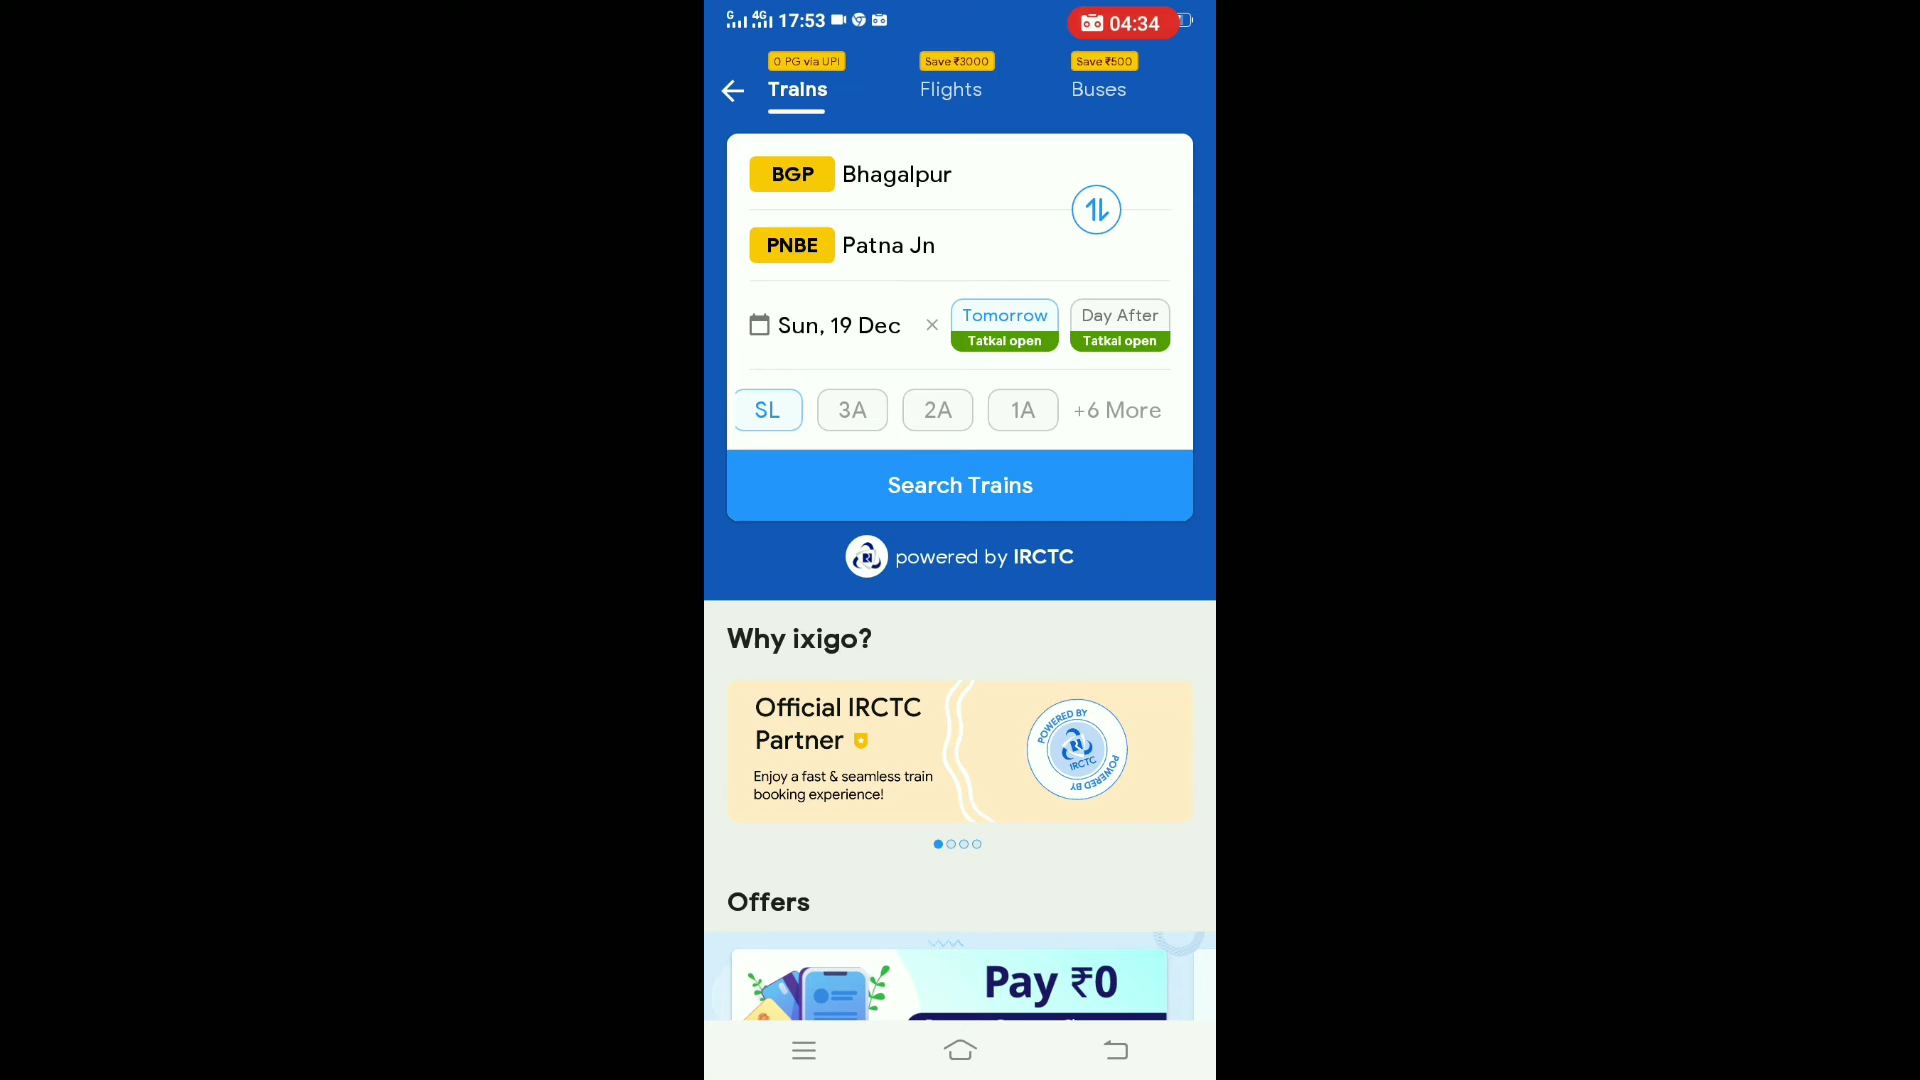 G 4G 17:53 04:34
0 PG via UPI Save ₹3000 Save ₹500
Trains Flights Buses
BGP Bhagalpur
PNBE Patna Jn
Sun, 19 Dec × Tomorrow Day After
Tatkal open Tatkal open
SL 3A 2A 1A +6 More
Search Trains
powered by IRCTC
Why ixigo?
Official IRCTC
Partner
Enjoy a fast & seamless train
booking experience!
POWERED BY
IRCTC
POWERED BY
Offers
Pay ₹0